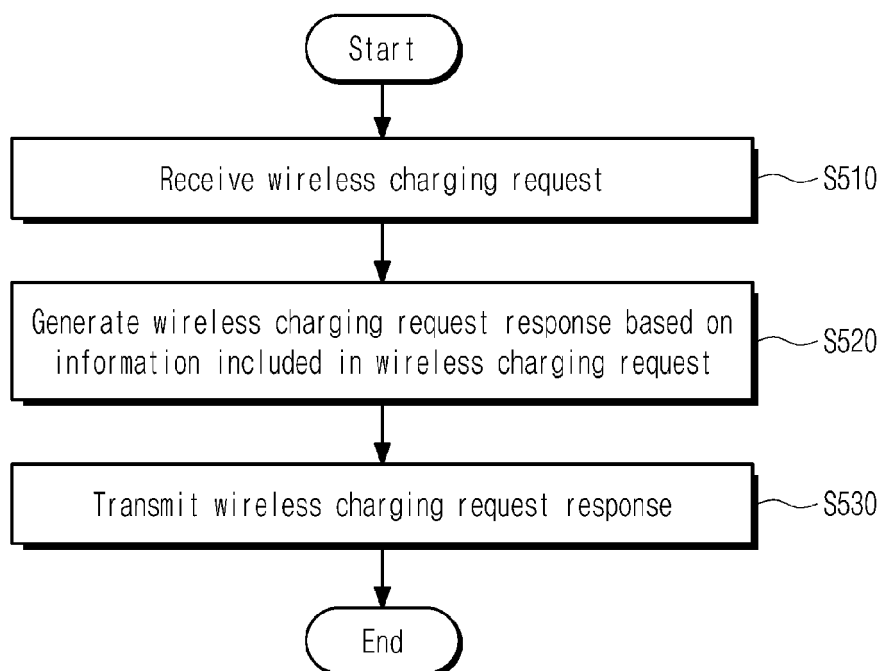 Start
Receive wireless charging request
S510
Generate wireless charging request response based on
information included in wireless charging request
S520
Transmit wireless charging request response
S530
End